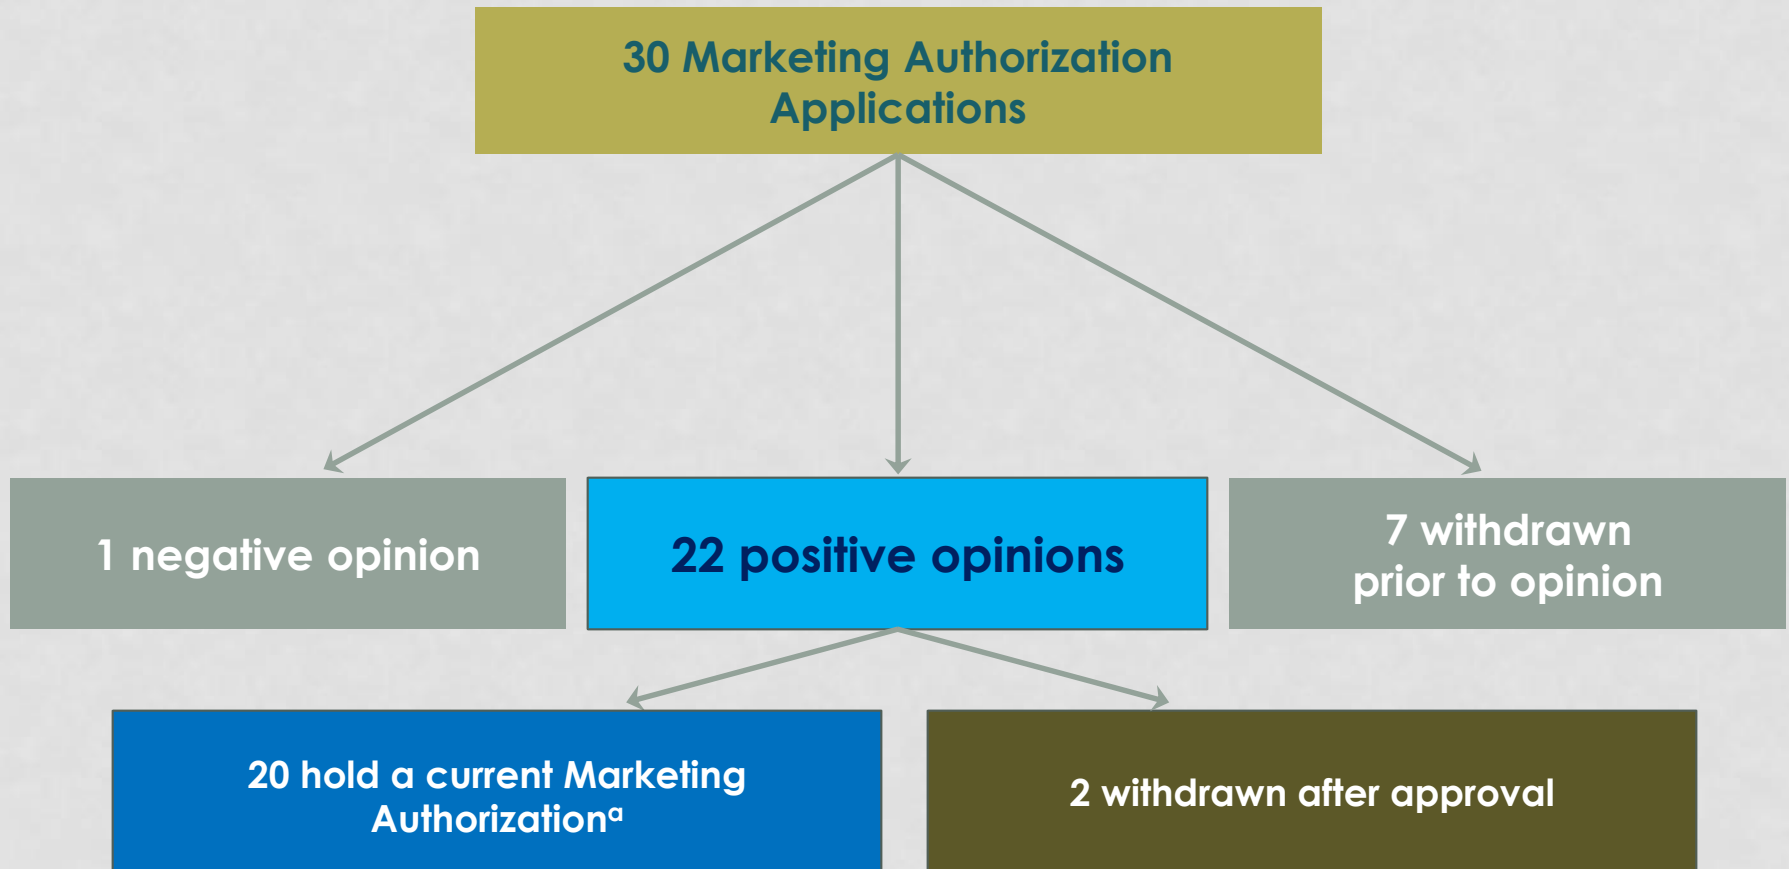 30 Marketing Authorization
Applications
1 negative opinion
22 positive opinions
7 withdrawn
prior to opinion
20 hold a current Marketing
Authorizationᵃ
2 withdrawn after approval